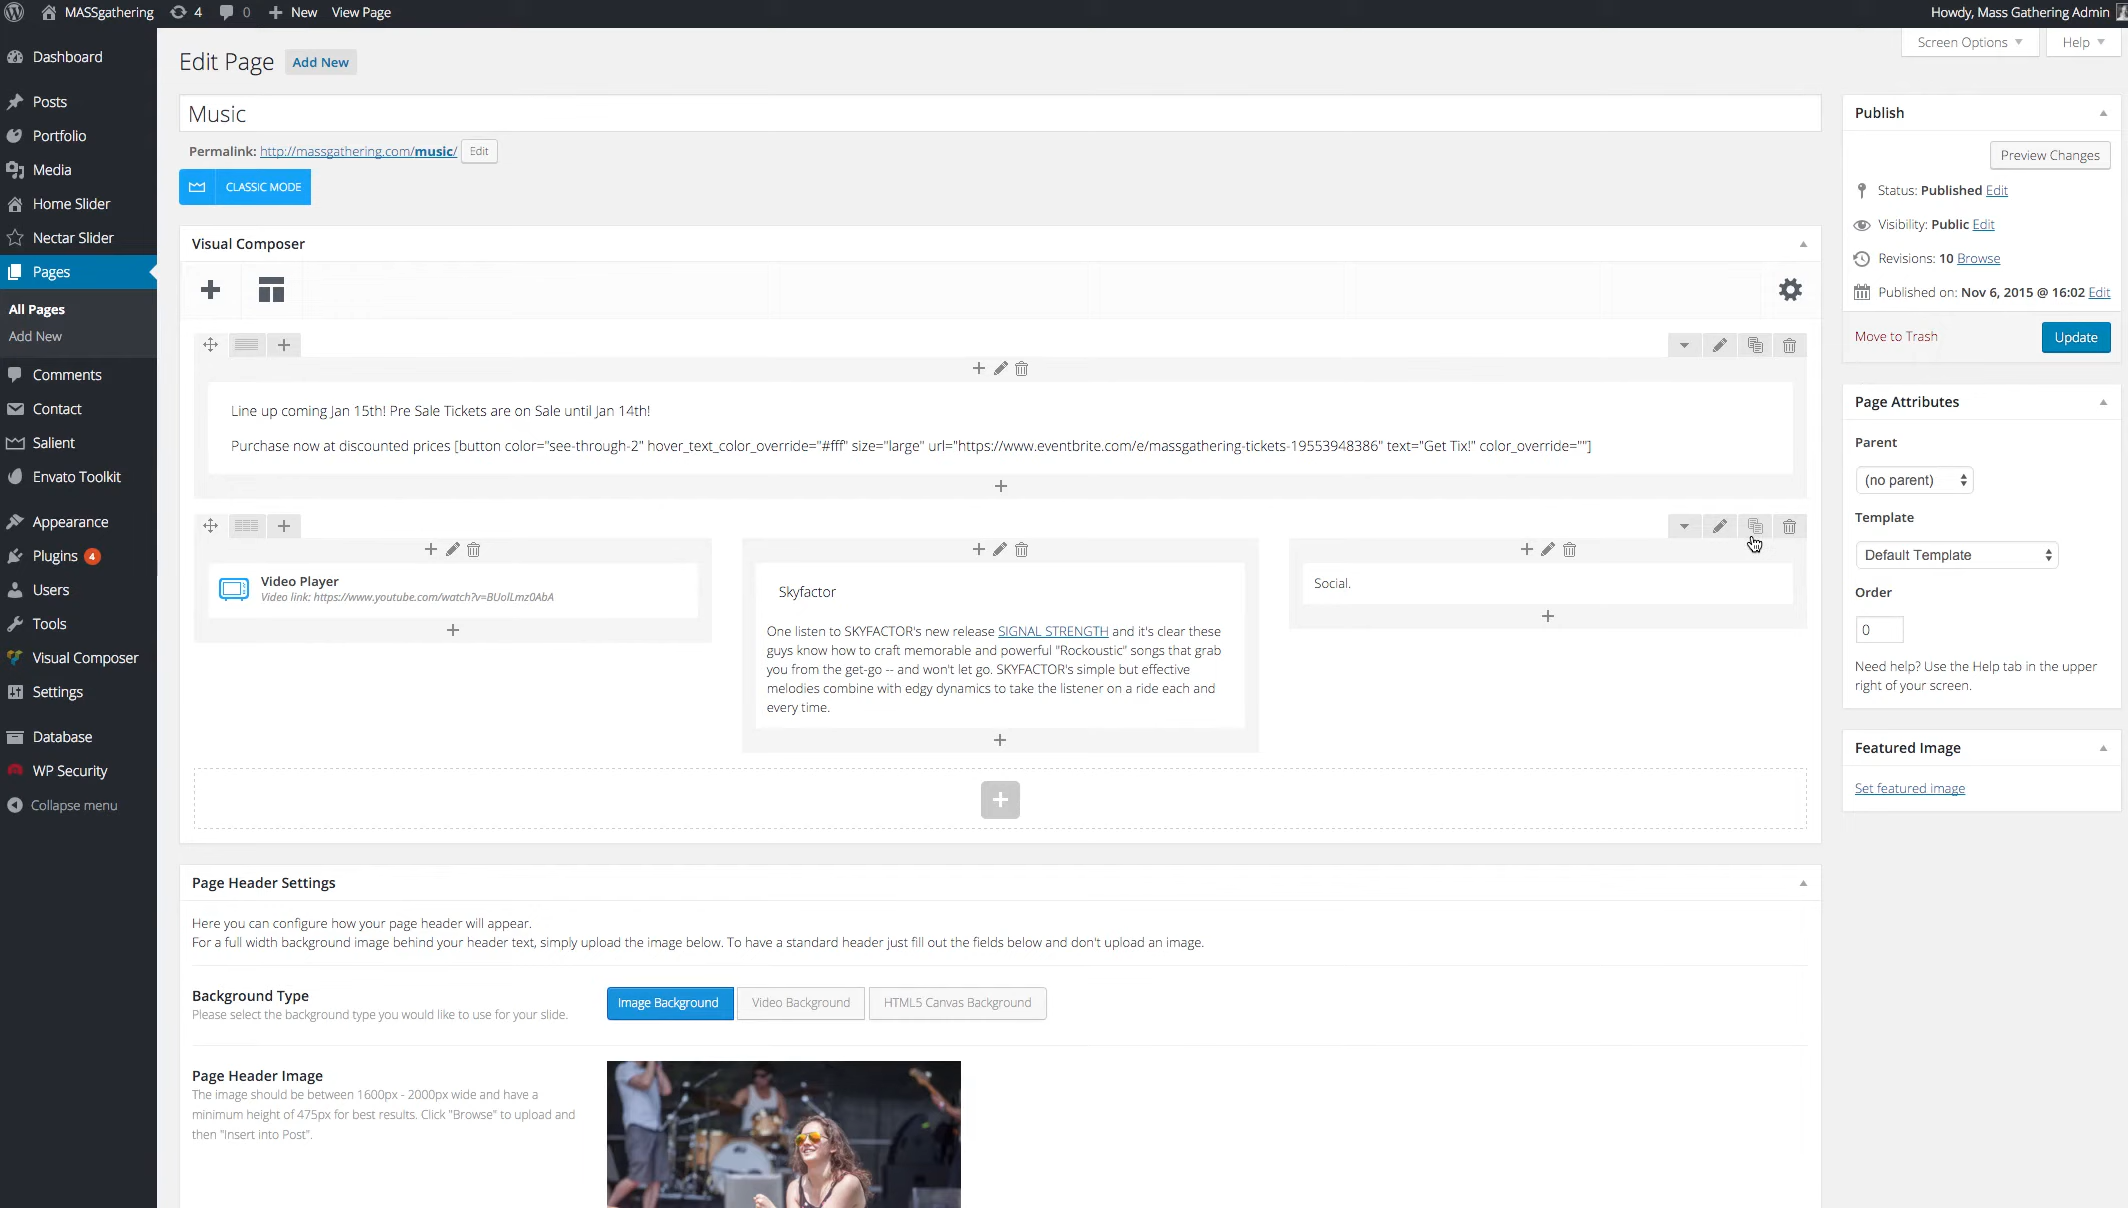 MASSgathering 4 0 New View Page Howdy, Mass Gathering Admin
Screen Options Help
Dashboard
Posts
Portfolio
Media
Home Slider
Nectar Slider
Pages
All Pages
Add New
Comments
Contact
Salient
Envato Toolkit
Appearance
Plugins 4
Users
Tools
Visual Composer
Settings
Database
WP Security
Collapse menu
Edit Page Add New
Music
Permalink: http://massgathering.com/music/ Edit
CLASSIC MODE
Visual Composer
Line up coming Jan 15th! Pre Sale Tickets are on Sale until Jan 14th!
Purchase now at discounted prices [button color="see-through-2" hover_text_color_override="#fff" size="large" url="https://www.eventbrite.com/e/massgathering-tickets-19553948386" text="Get Tix!" color_override=""]
Video Player
Video link: https://www.youtube.com/watch?v=BUolLmz0AbA
Skyfactor
One listen to SKYFACTOR's new release SIGNAL STRENGTH and it's clear these
guys know how to craft memorable and powerful "Rockoustic" songs that grab
you from the get-go -- and won't let go. SKYFACTOR's simple but effective
melodies combine with edgy dynamics to take the listener on a ride each and
every time.
Social.
Page Header Settings
Here you can configure how your page header will appear.
For a full width background image behind your header text, simply upload the image below. To have a standard header just fill out the fields below and don't upload an image.
Background Type
Please select the background type you would like to use for your slide.
Image Background Video Background HTML5 Canvas Background
Page Header Image
The image should be between 1600px - 2000px wide and have a
minimum height of 475px for best results. Click "Browse" to upload and
then "Insert into Post".
Publish
Preview Changes
Status: Published Edit
Visibility: Public Edit
Revisions: 10 Browse
Published on: Nov 6, 2015 @ 16:02 Edit
Move to Trash Update
Page Attributes
Parent
(no parent)
Template
Default Template
Order
0
Need help? Use the Help tab in the upper
right of your screen.
Featured Image
Set featured image